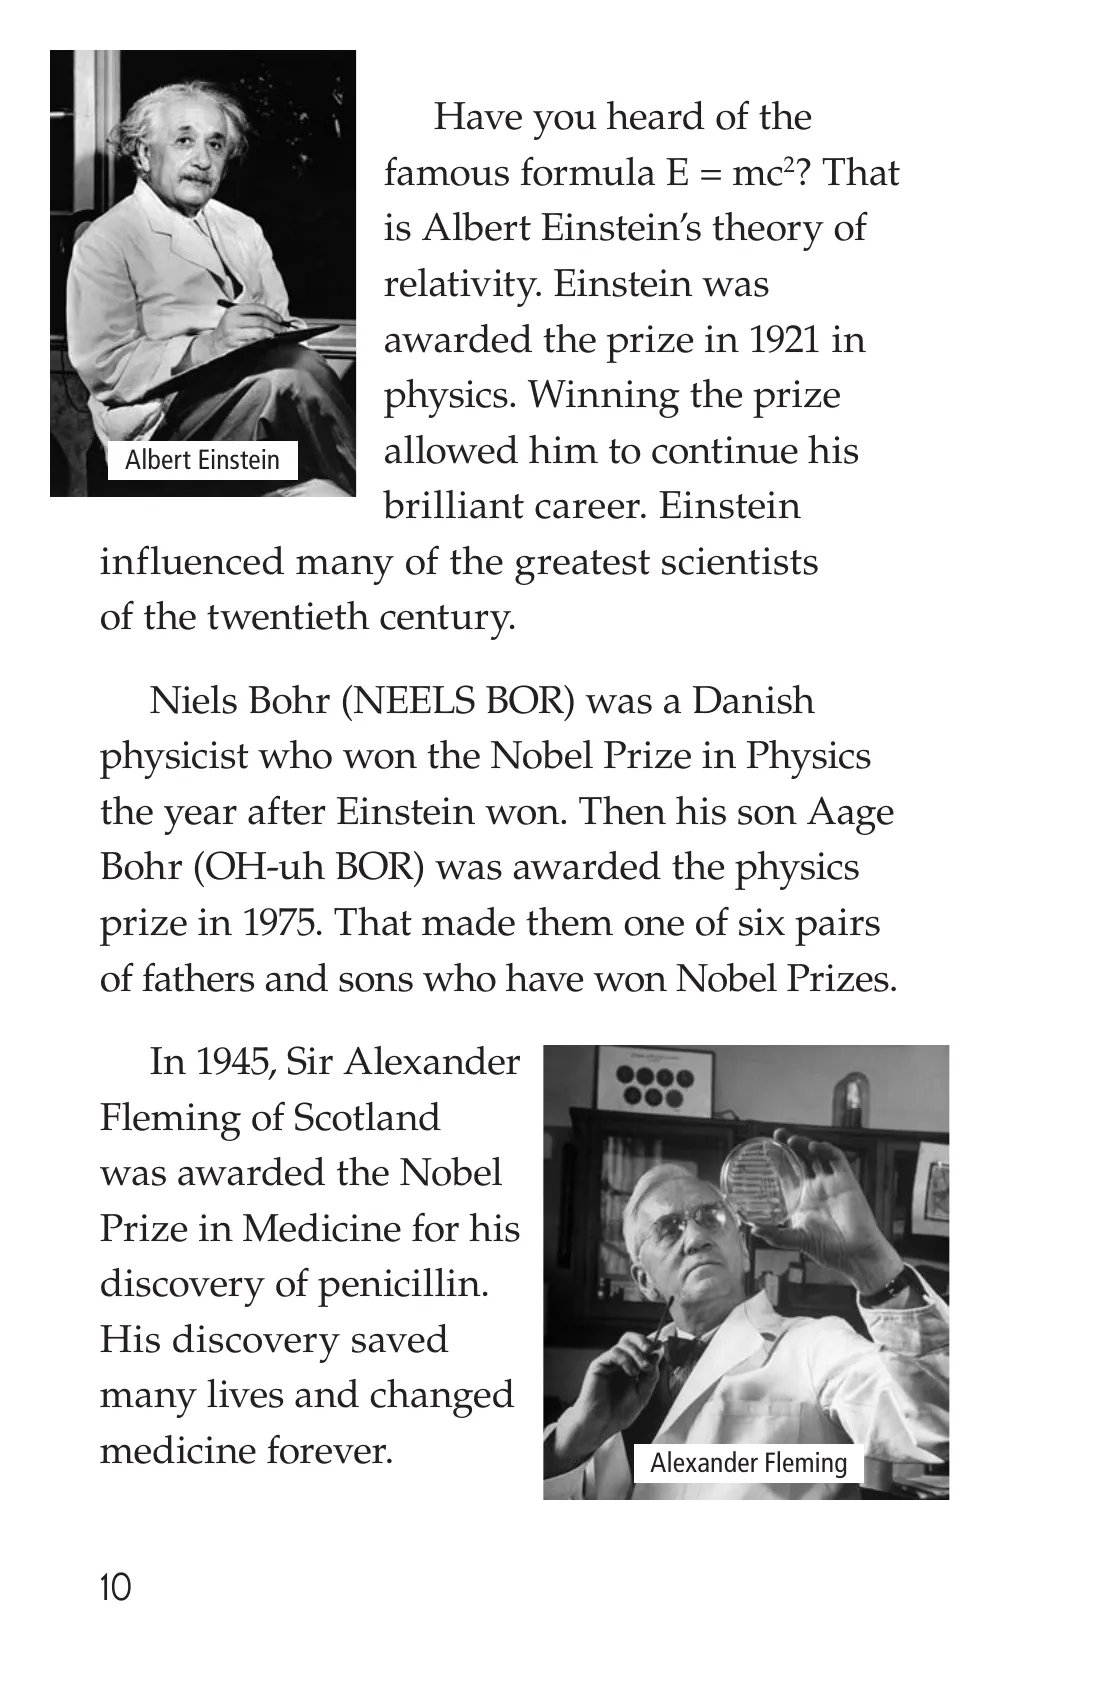 Have you heard of the
famous formula E = mc²? That
is Albert Einstein’s theory of
relativity. Einstein was
awarded the prize in 1921 in
physics. Winning the prize
allowed him to continue his
brilliant career. Einstein
influenced many of the greatest scientists
of the twentieth century.
Albert Einstein
Niels Bohr (NEELS BOR) was a Danish
physicist who won the Nobel Prize in Physics
the year after Einstein won. Then his son Aage
Bohr (OH-uh BOR) was awarded the physics
prize in 1975. That made them one of six pairs
of fathers and sons who have won Nobel Prizes.
In 1945, Sir Alexander
Fleming of Scotland
was awarded the Nobel
Prize in Medicine for his
discovery of penicillin.
His discovery saved
many lives and changed
medicine forever.
Alexander Fleming
10